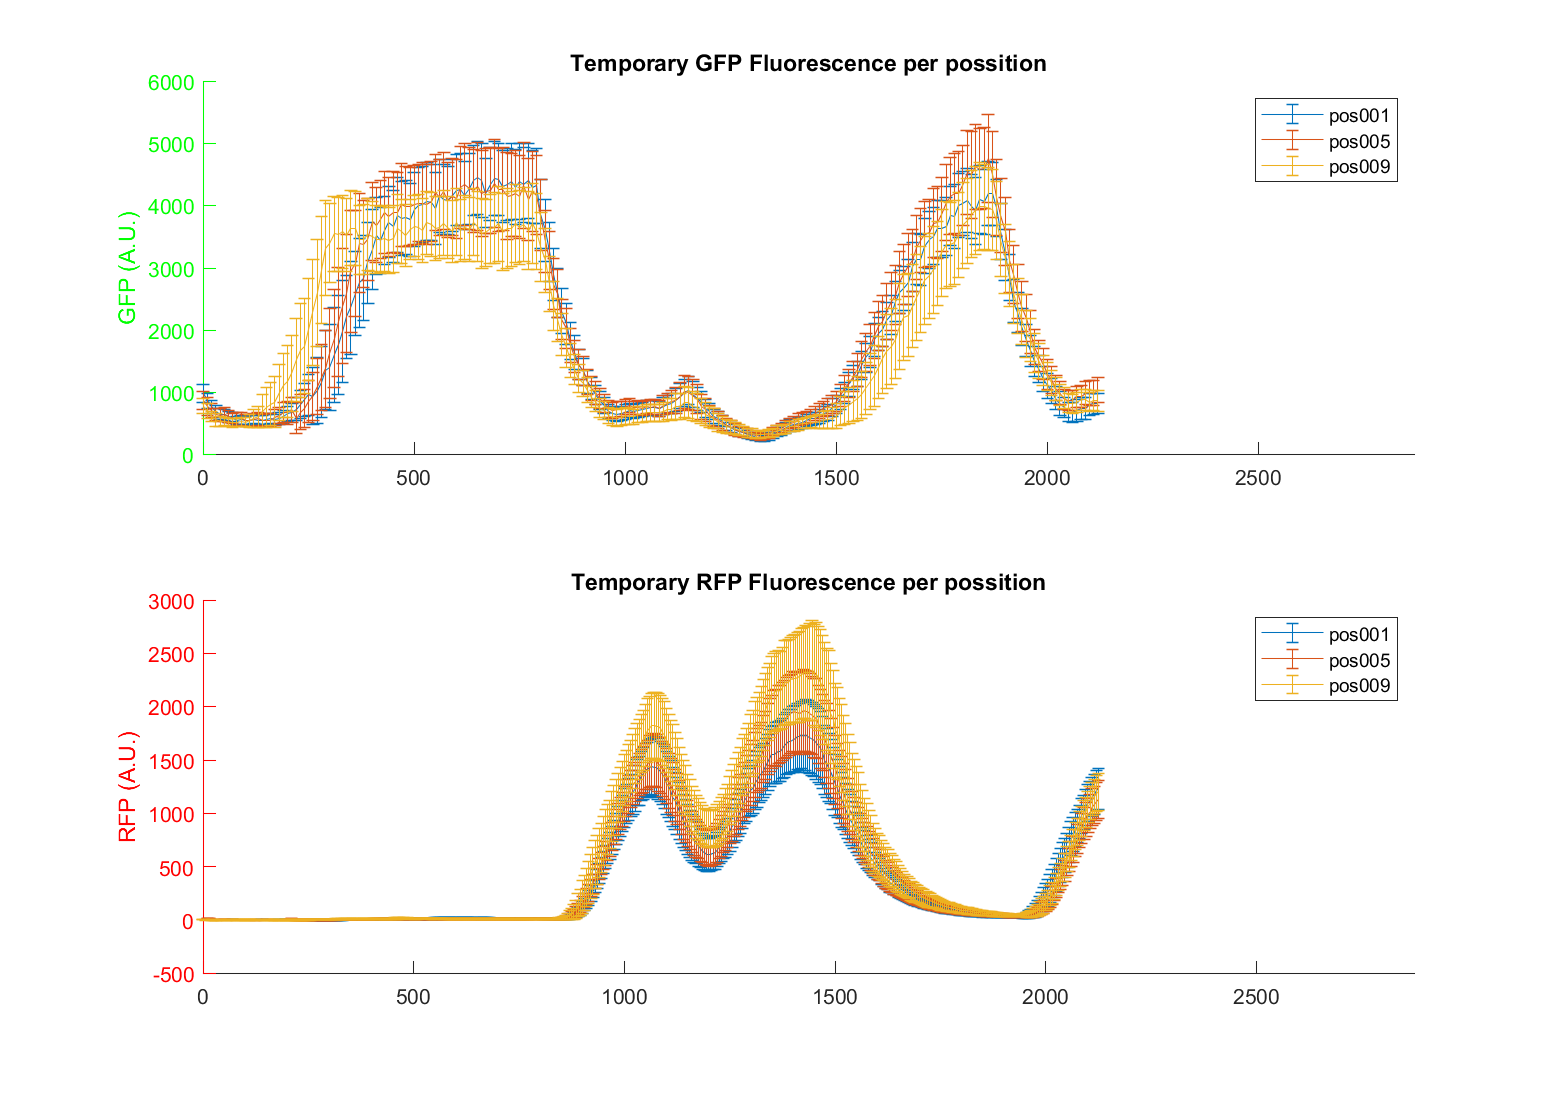 Temporary GFP Fluorescence per possition
6000
5000
4000
3000
2000
1000
0
GFP (A.U.)
0 500 1000 1500 2000 2500
pos001
pos005
pos009
Temporary RFP Fluorescence per possition
3000
2500
2000
1500
1000
500
0
-500
RFP (A.U.)
0 500 1000 1500 2000 2500
pos001
pos005
pos009